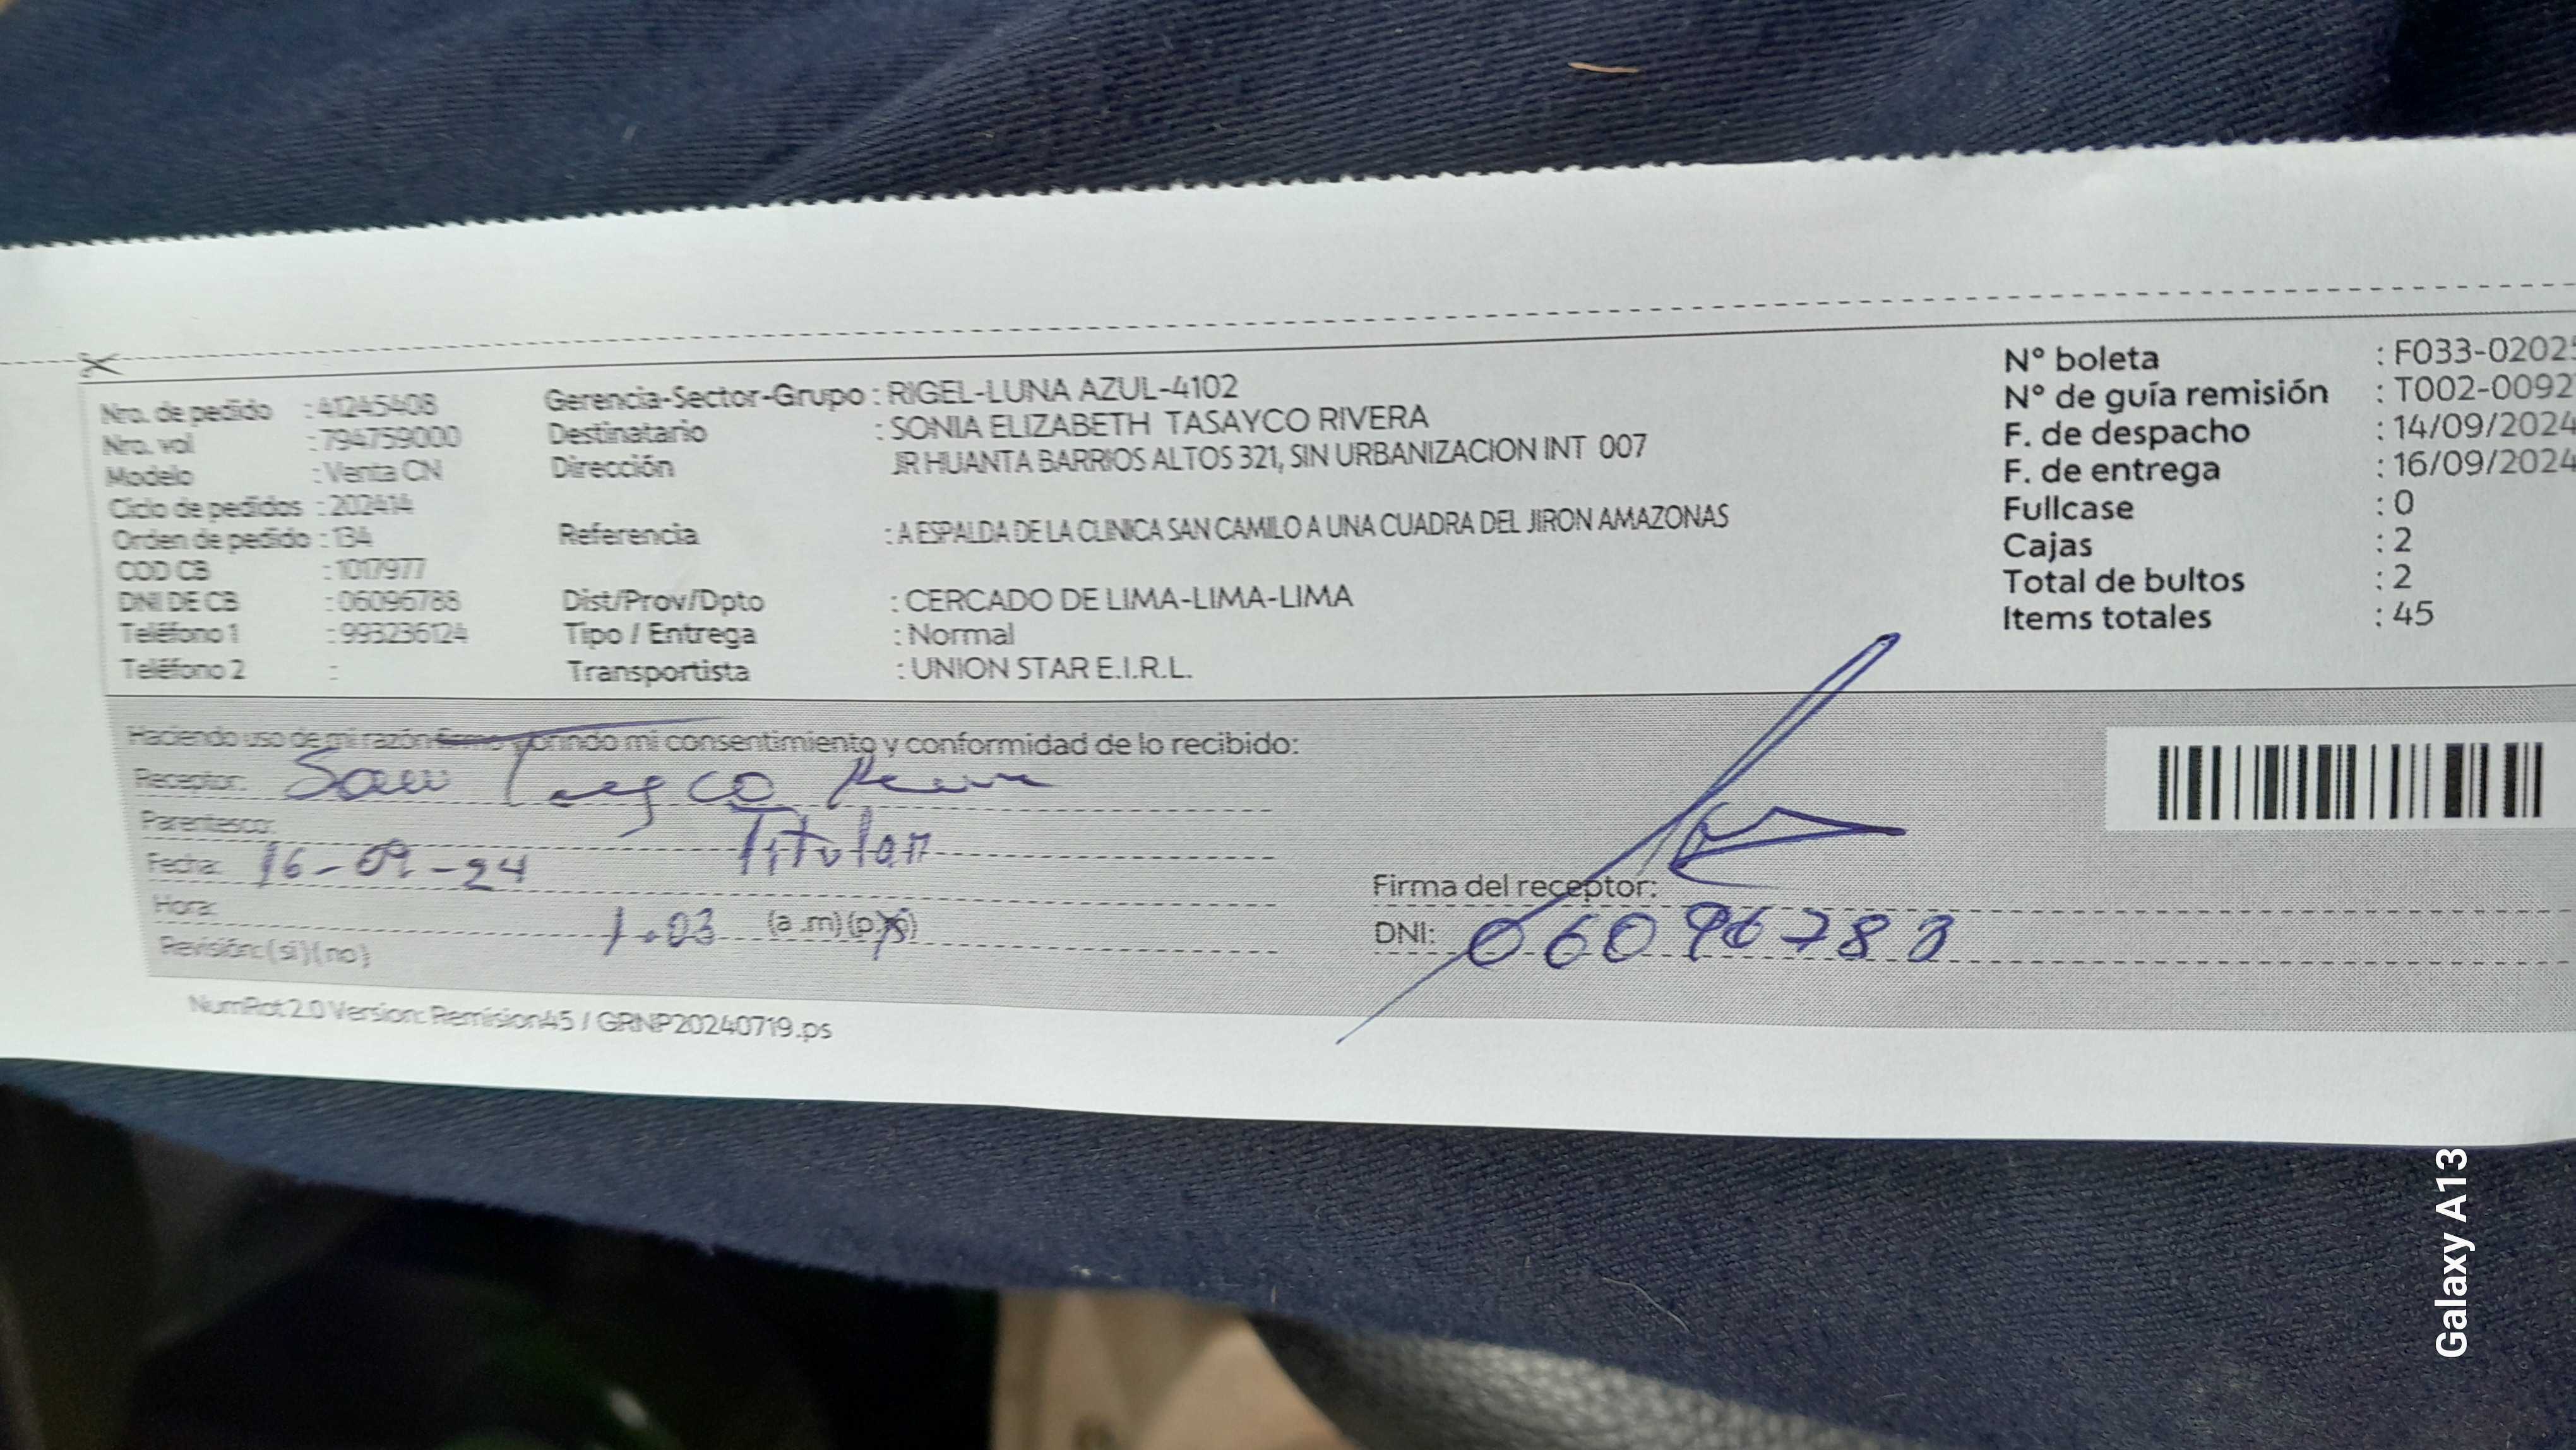 Nro. de pedido : 41245408
Nro. vol : 794759000
Modelo : Venta CN
Ciclo de pedidos : 202414
Orden de pedido : 134
COD CB : 1017977
DNI DE CB : 06096788
Teléfono 1 : 993236124
Teléfono 2 :
Gerencia-Sector-Grupo : RIGEL-LUNA AZUL-4102
Destinatario : SONIA ELIZABETH TASAYCO RIVERA
Dirección JR HUANTA BARRIOS ALTOS 321, SIN URBANIZACION INT 007
Referencia : A ESPALDA DE LA CLINICA SAN CAMILO A UNA CUADRA DEL JIRON AMAZONAS
Dist/Prov/Dpto : CERCADO DE LIMA-LIMA-LIMA
Tipo / Entrega : Normal
Transportista : UNION STAR E.I.R.L.
Nº boleta : F033-0202
Nº de guía remisión : T002-0092
F. de despacho : 14/09/2024
F. de entrega : 16/09/2024
Fullcase : 0
Cajas : 2
Total de bultos : 2
Items totales : 45
Haciendo uso de mi razón mi consentimiento y conformidad de lo recibido:
Receptor:
Parentesco: Titular
Fecha: 16-09-24
Hora: 1.03 (a .m) (p.m)
Revisión: (si) (no)
Firma del receptor:
DNI: 06096788
NumRot 2.0 Version: Remision45 / GRNP20240719.ps
Galaxy A13